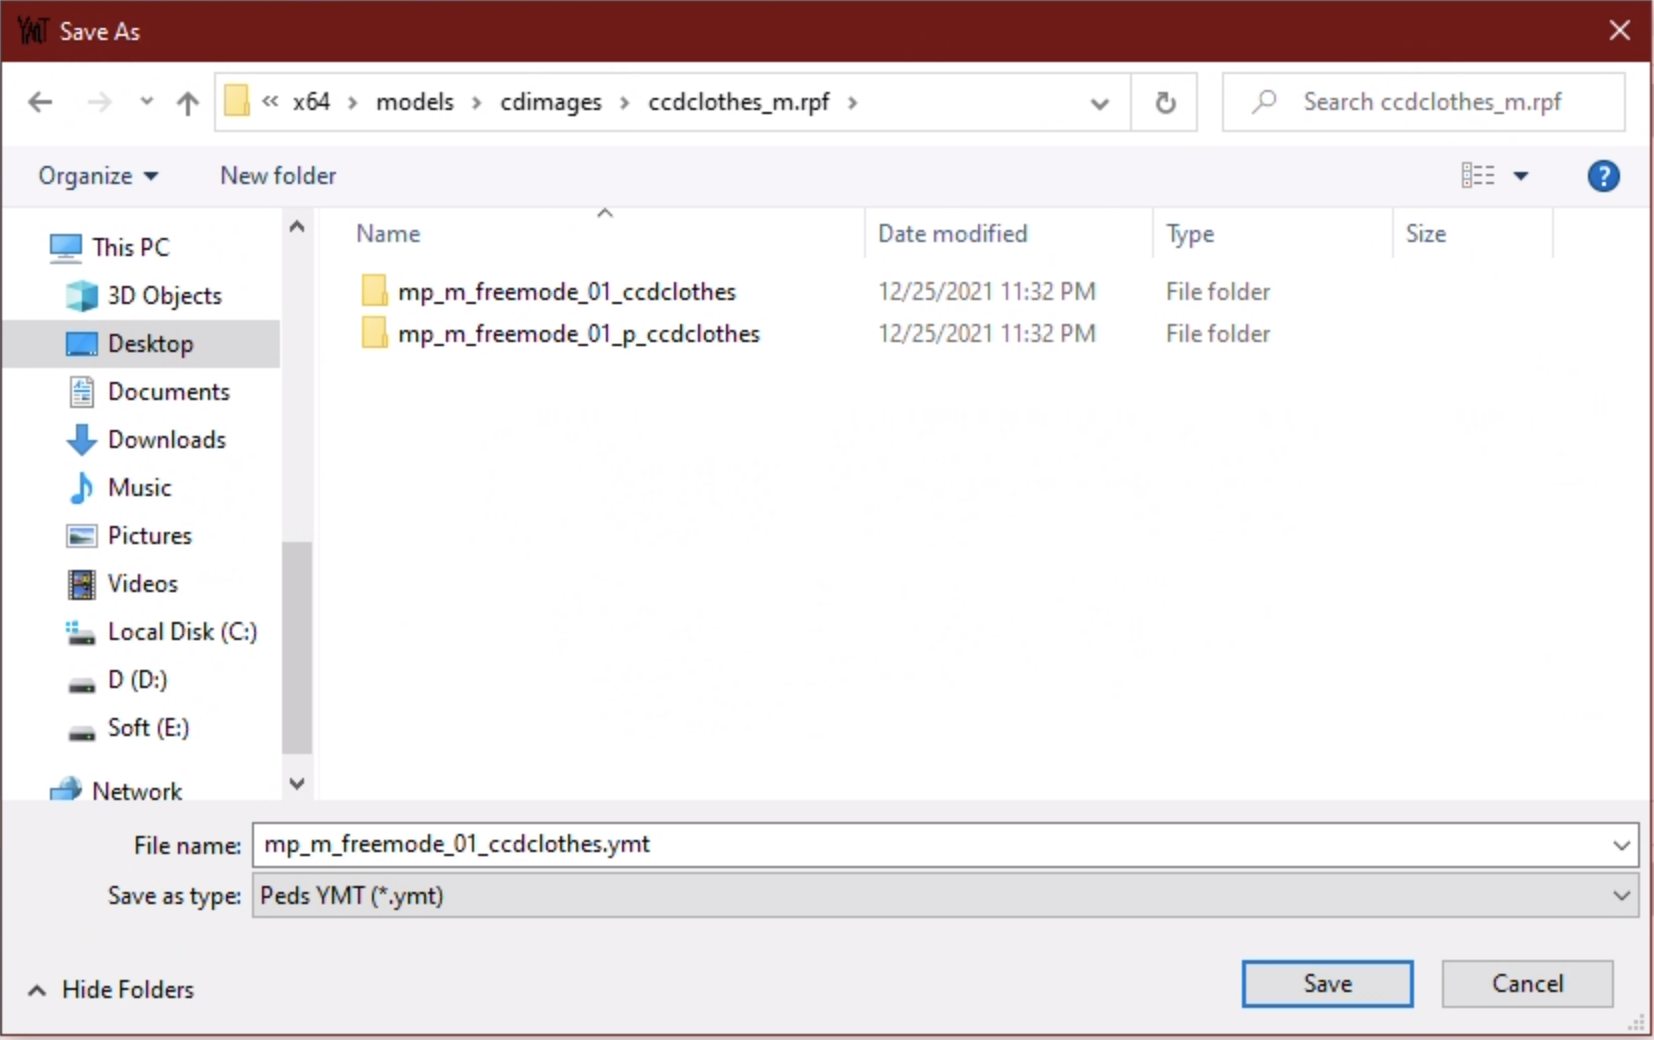 YMT Save As
« x64 › models › cdimages › ccdclothes_m.rpf ›
Search ccdclothes_m.rpf
Organize
New folder
?
Name
Date modified
Type
Size
This PC
3D Objects
Desktop
Documents
Downloads
Music
Pictures
Videos
Local Disk (C:)
D (D:)
Soft (E:)
Network
mp_m_freemode_01_ccdclothes 12/25/2021 11:32 PM File folder
mp_m_freemode_01_p_ccdclothes 12/25/2021 11:32 PM File folder
File name: mp_m_freemode_01_ccdclothes.ymt
Save as type: Peds YMT (*.ymt)
Hide Folders
Save
Cancel